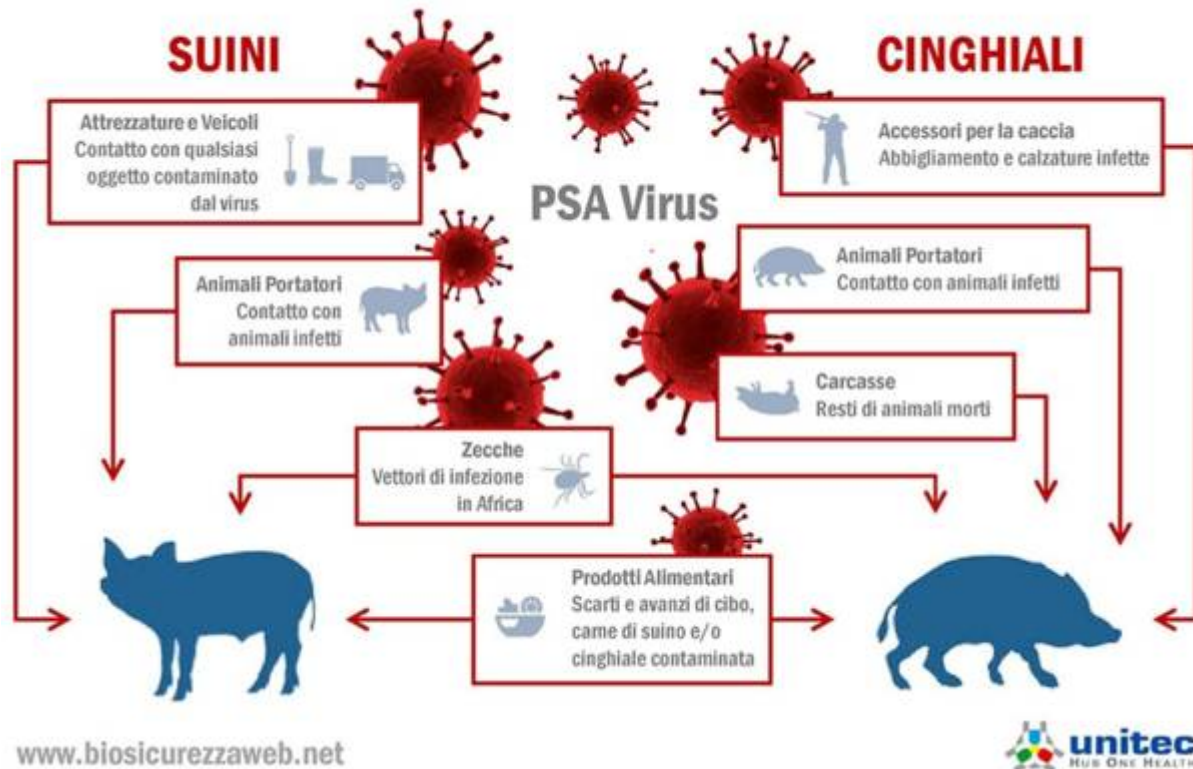 SUINI
CINGHIALI
Attrezzature e Veicoli
Contatto con qualsiasi
oggetto contaminato
dal virus
Accessori per la caccia
Abbigliamento e calzature infette
PSA Virus
Animali Portatori
Contatto con
animali infetti
Animali Portatori
Contatto con animali infetti
Carcasse
Resti di animali morti
Zecche
Vettori di infezione
in Africa
Prodotti Alimentari
Scarti e avanzi di cibo,
carne di suino e/o
cinghiale contaminata
www.biosicurezzaweb.net
unitec
HUB ONE HEALTH